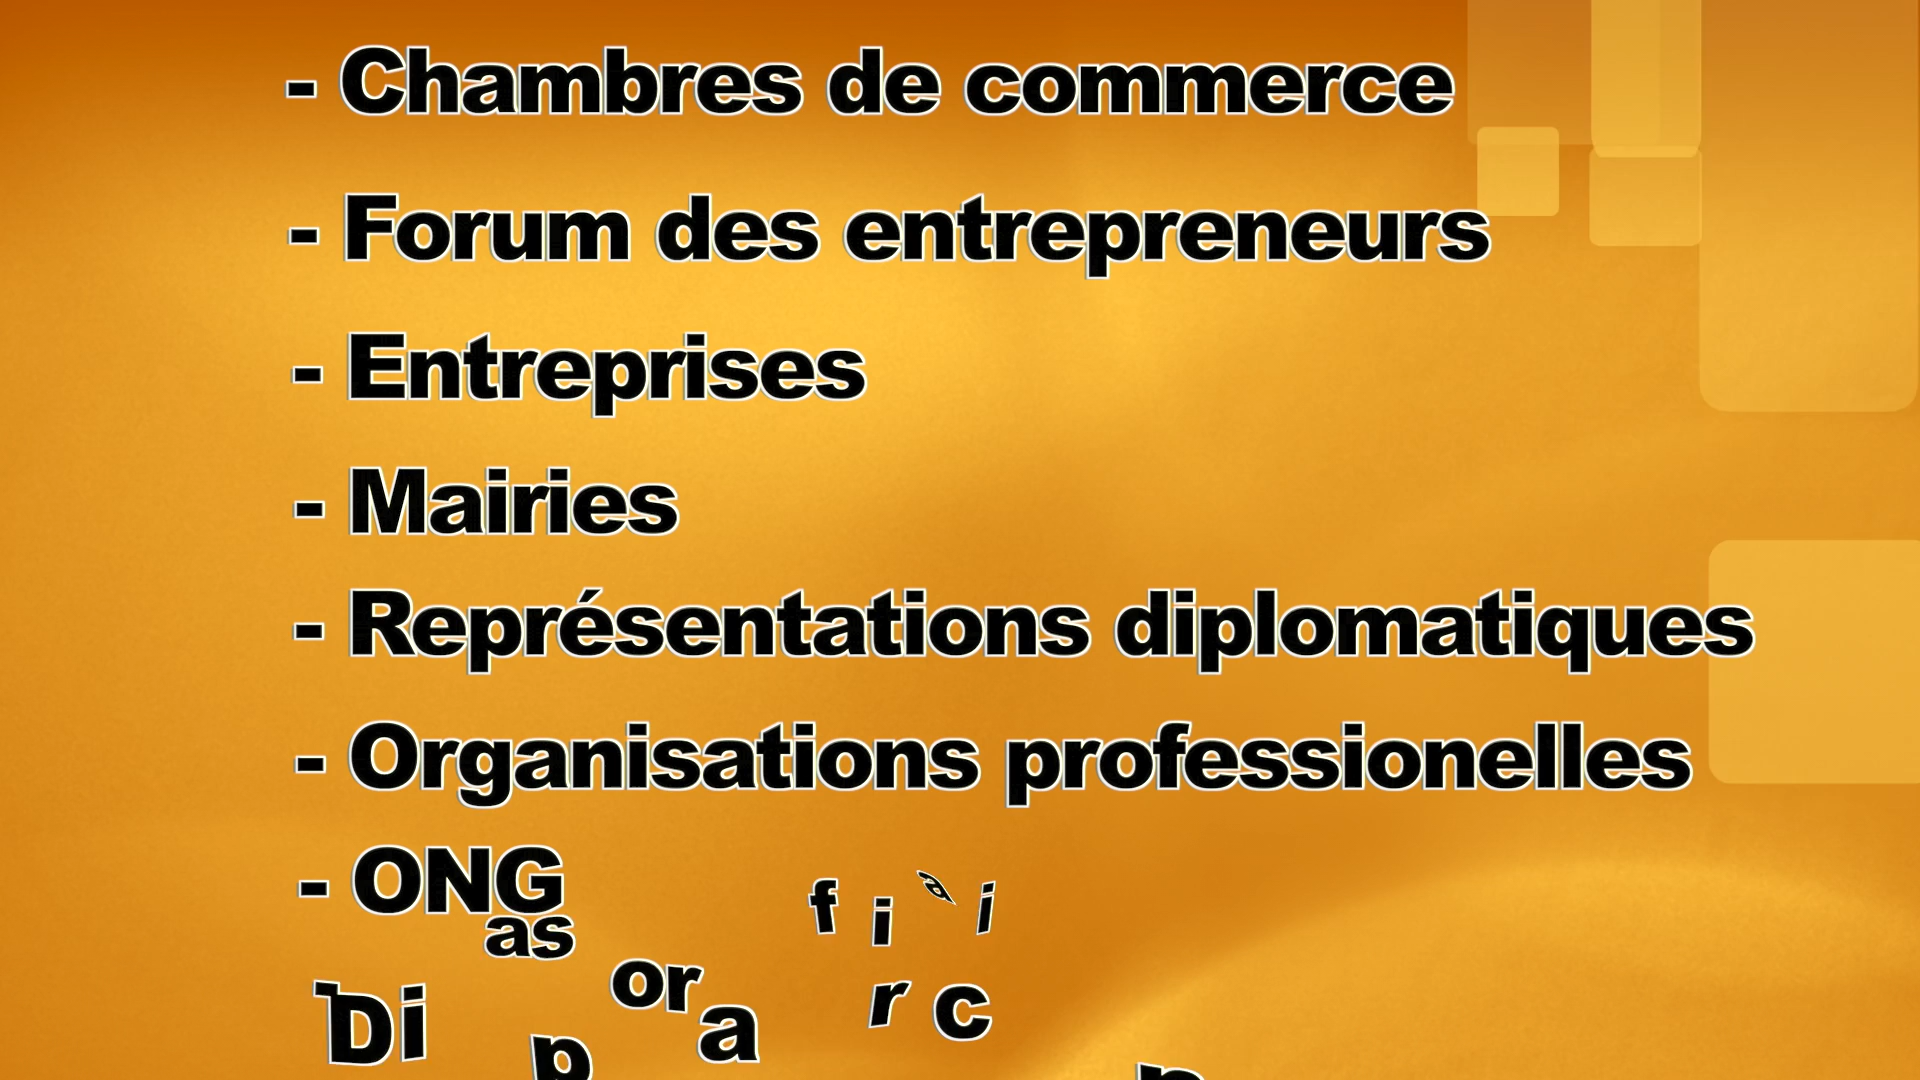 - Chambres de commerce
- Forum des entrepreneurs
- Entreprises
- Mairies
- Représentations diplomatiques
- Organisations professionelles
- ONG